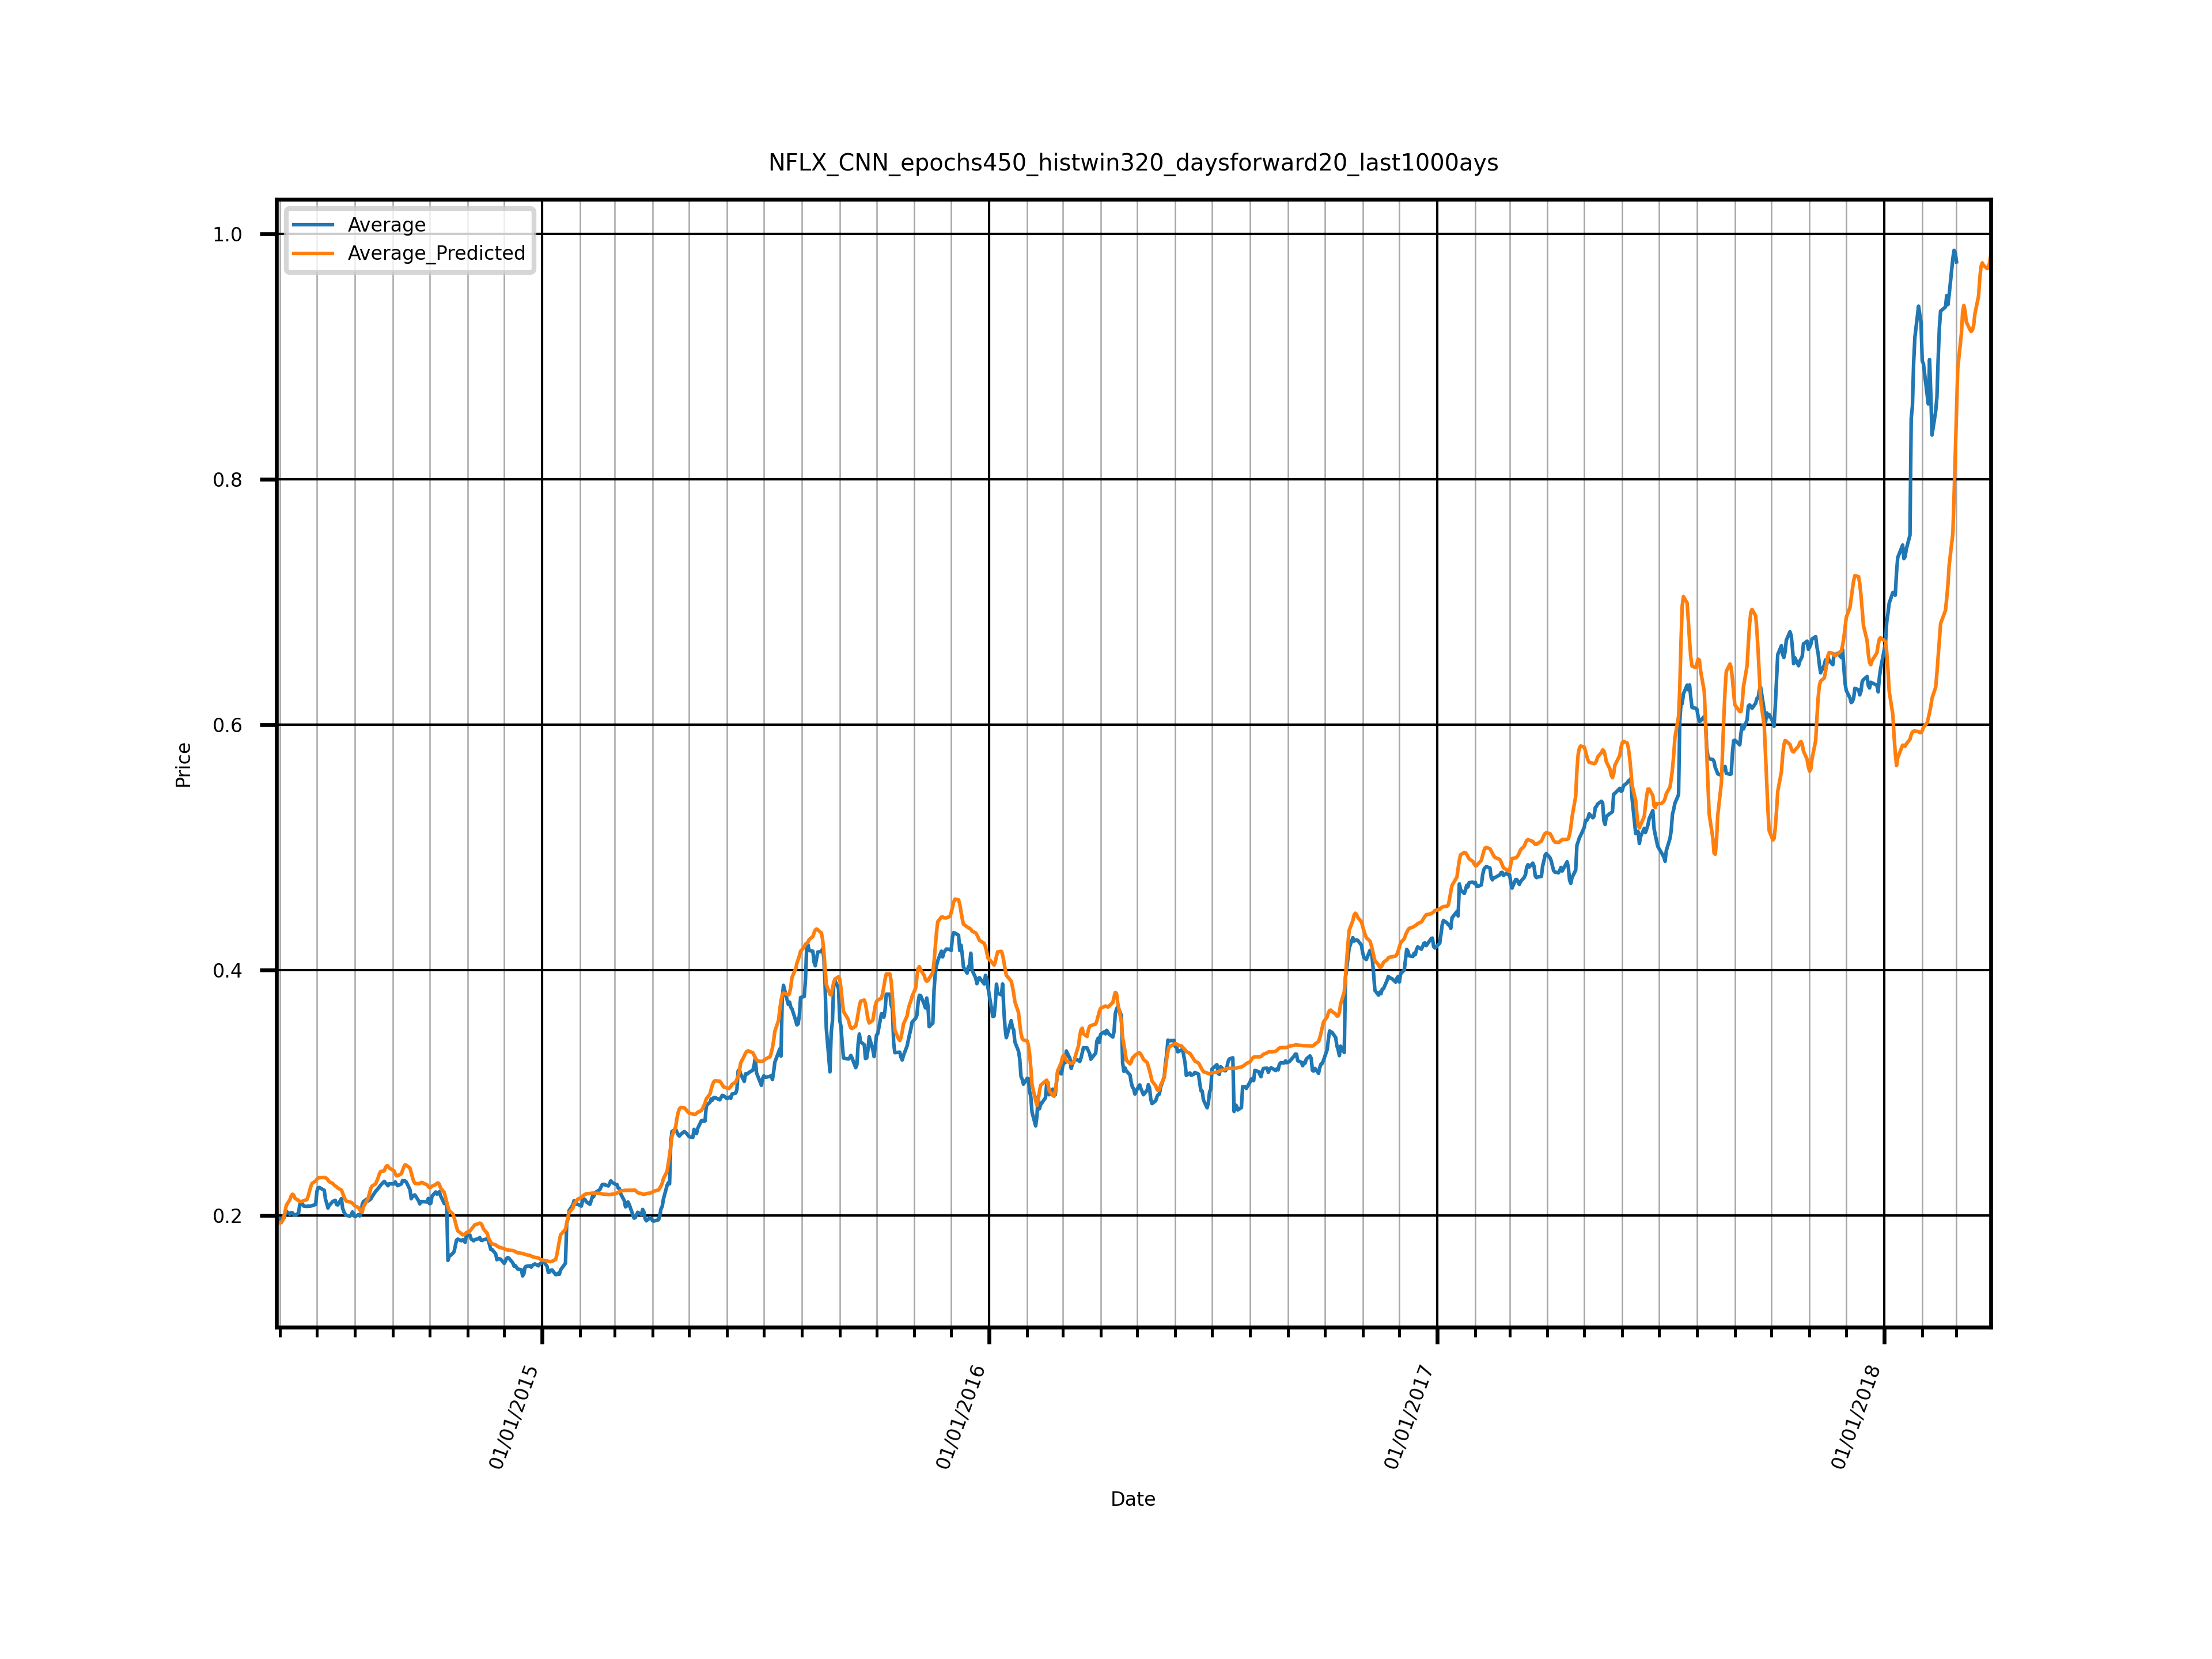 NFLX_CNN_epochs450_histwin320_daysforward20_last1000ays
Average
Average_Predicted
1.0
0.8
0.6
0.4
0.2
Price
01/01/2015
01/01/2016
01/01/2017
01/01/2018
Date